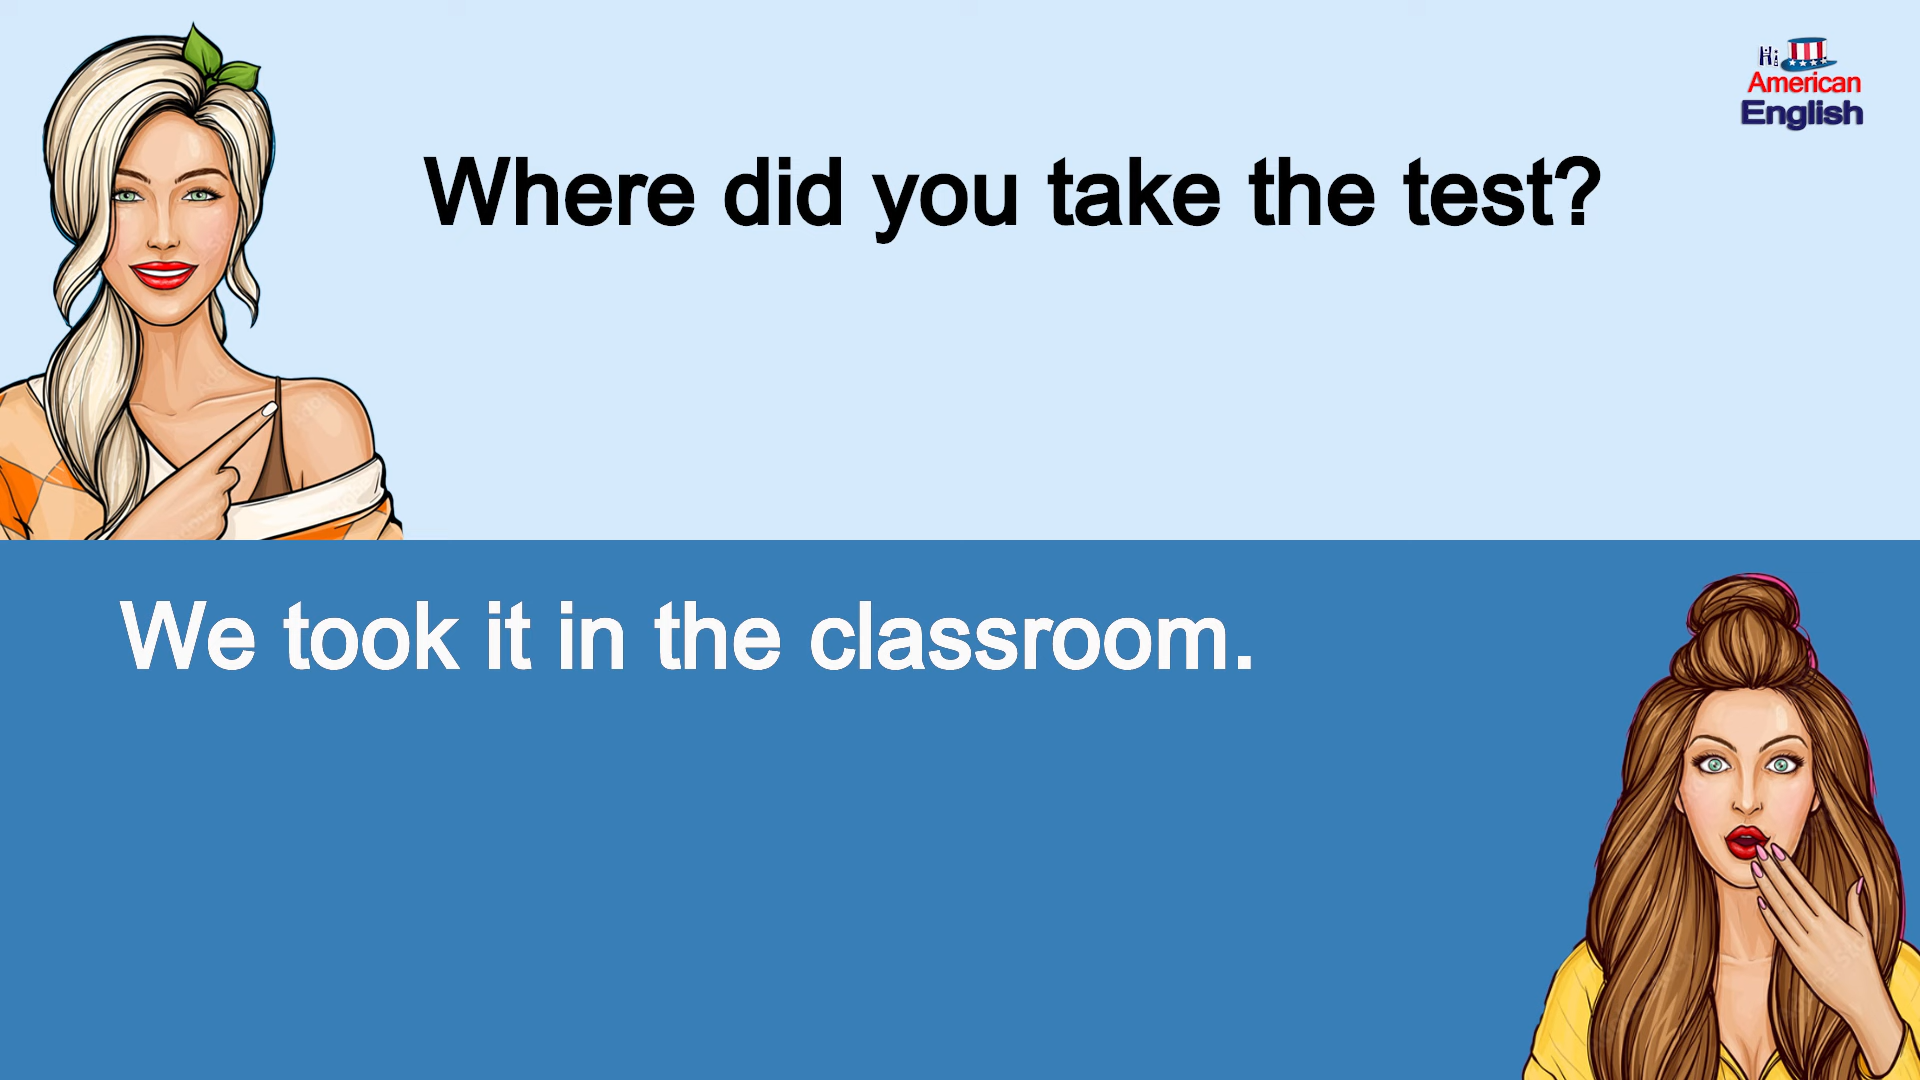 Hi
American
English
Where did you take the test?
We took it in the classroom.